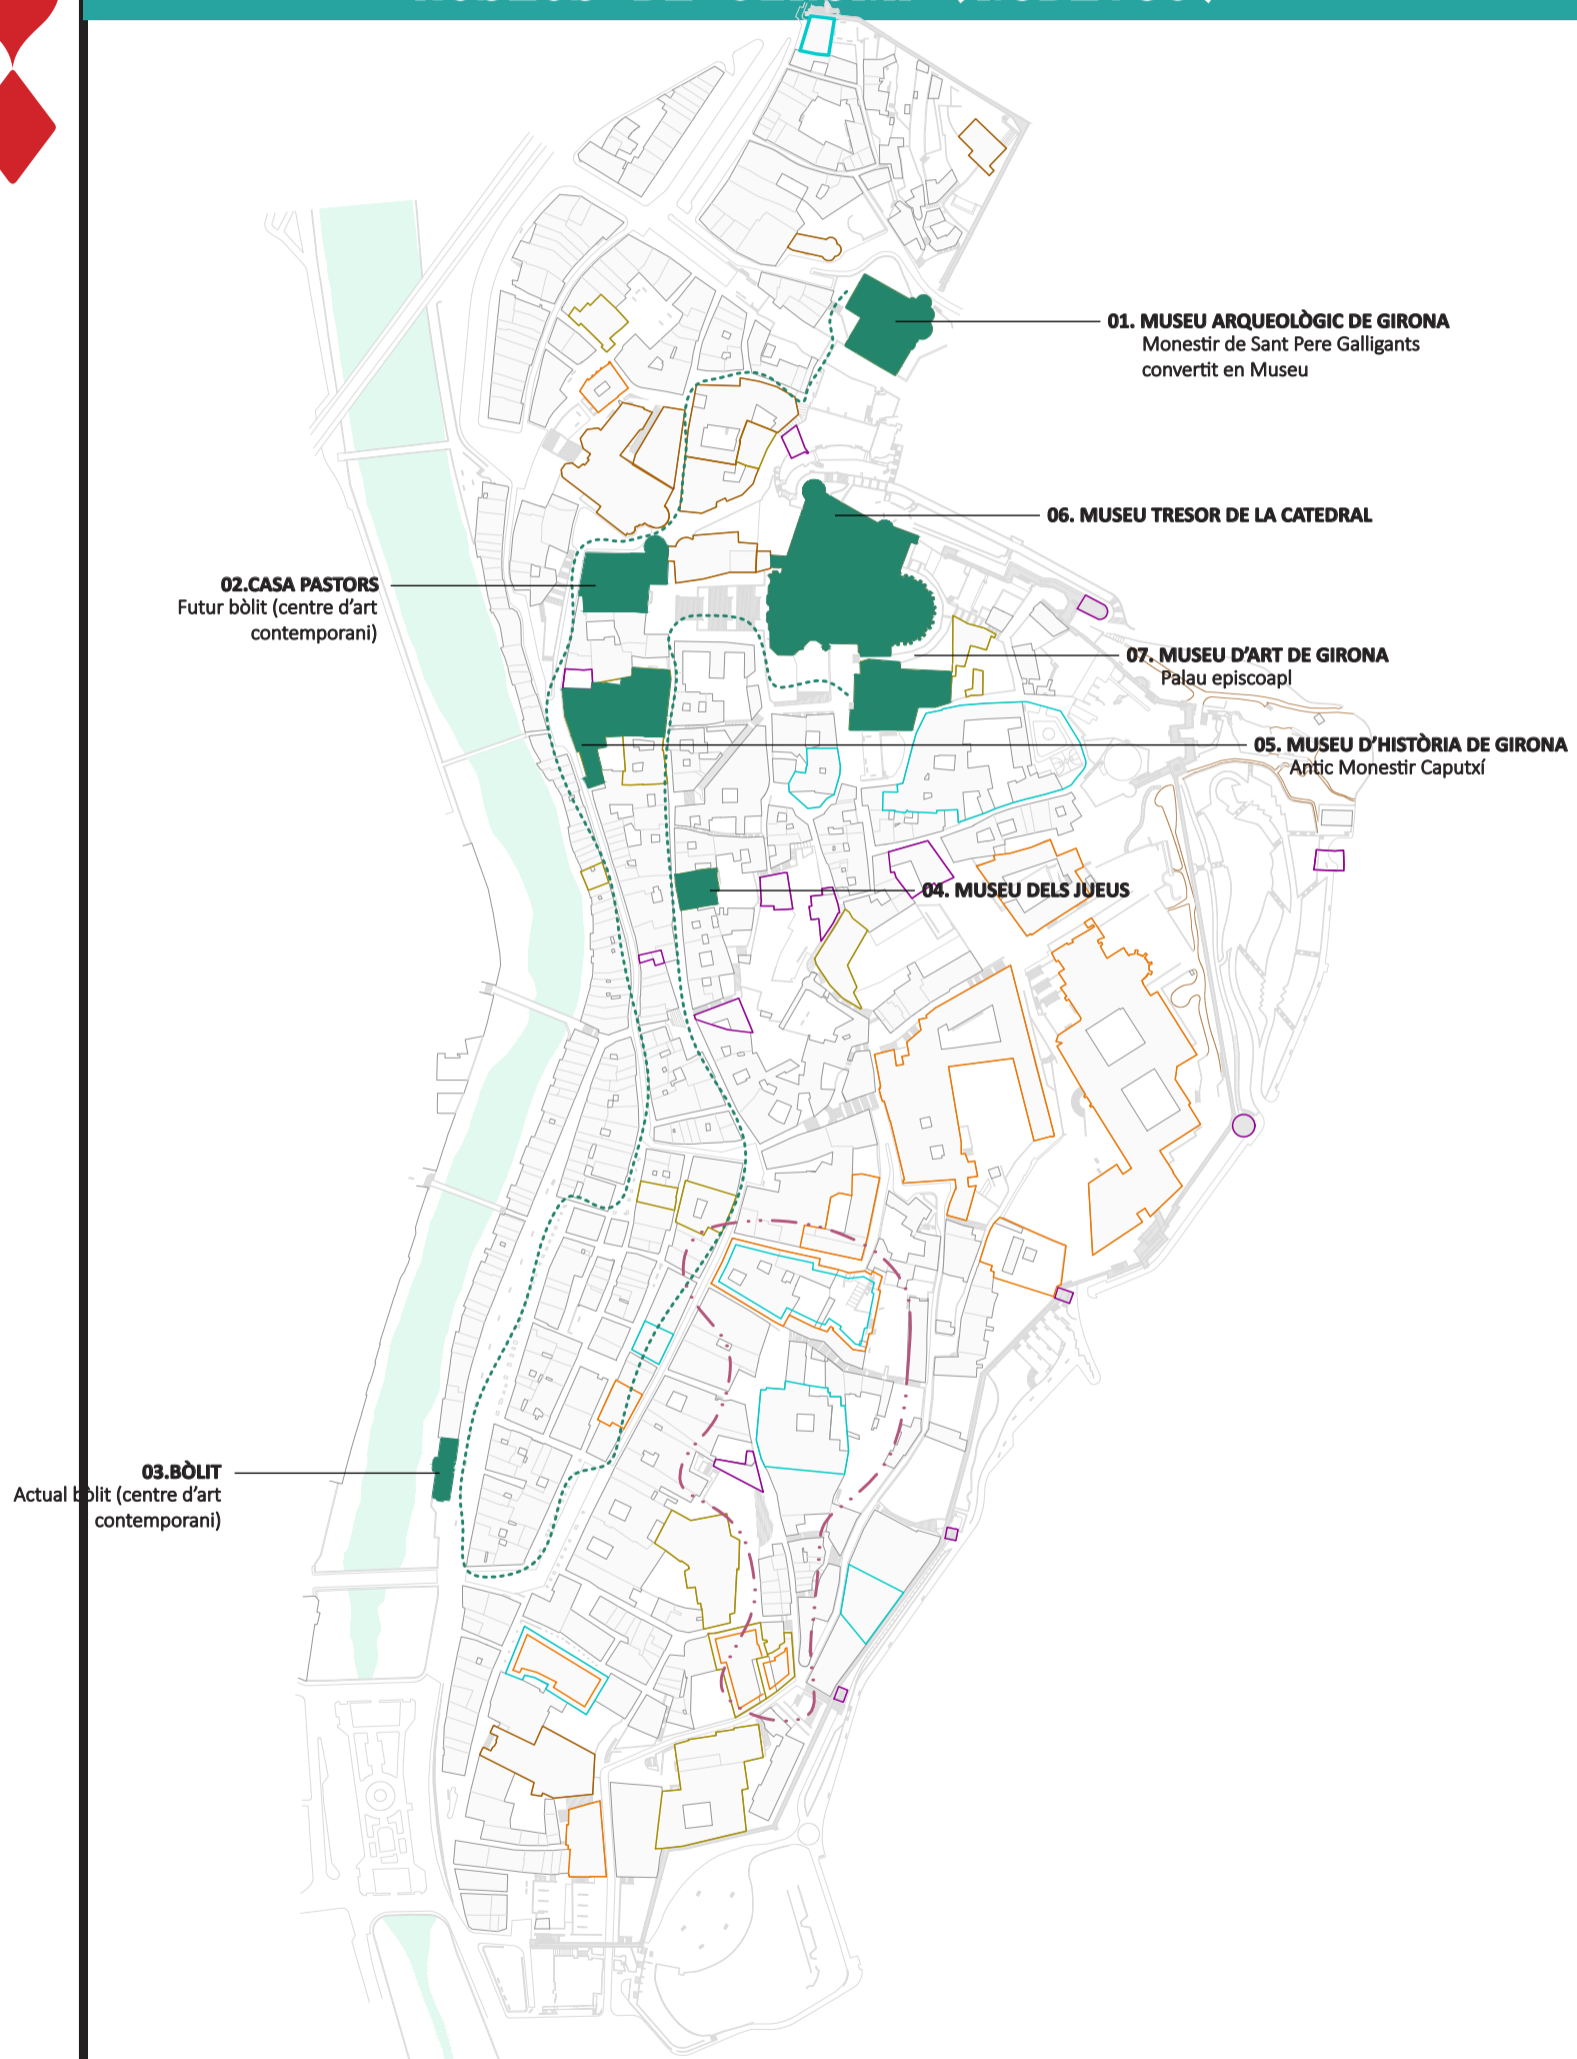 01. MUSEU ARQUEOLÒGIC DE GIRONA
Monestir de Sant Pere Galligants
convertit en Museu
06. MUSEU TRESOR DE LA CATEDRAL
02.CASA PASTORS
Futur bòlit (centre d'art
contemporani)
07. MUSEU D'ART DE GIRONA
Palau episcoapl
05. MUSEU D'HISTÒRIA DE GIRONA
Antic Monestir Caputxí
04. MUSEU DELS JUEUS
03.BÒLIT
Actual bòlit (centre d'art
contemporani)